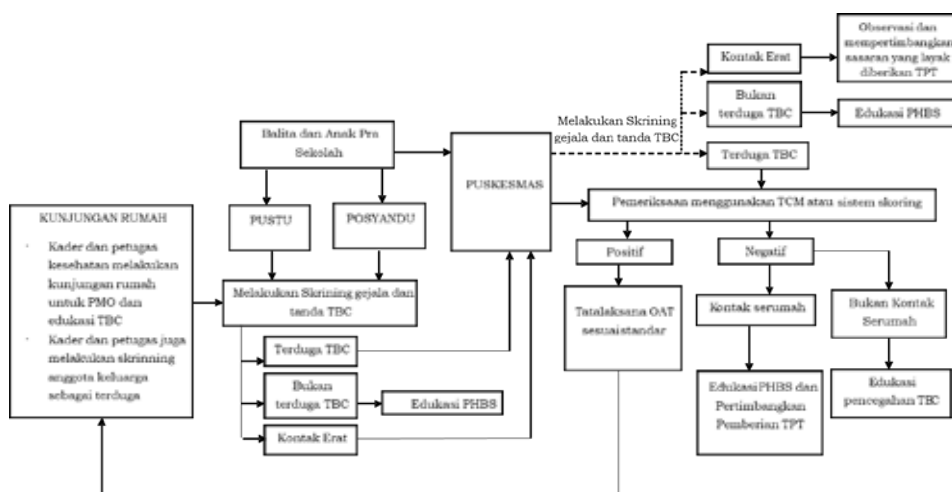 Observasi dan
mempertimbangkan
sasaran yang layak
diberikan TPT
Kontak Erat
Bukan
terduga TBC
Edukasi PHBS
Melakukan Skrining
gejala dan tanda TBC
Terduga TBC
Balita dan Anak Pra
Sekolah
PUSKESMAS
Pemeriksaan menggunakan TCM atau sistem skoring
KUNJUNGAN RUMAH
· Kader dan petugas
kesehatan melakukan
kunjungan rumah
untuk PMO dan
edukasi TBC
· Kader dan petugas juga
melakukan skrinning
anggota keluarga
sebagai terduga
PUSTU
POSYANDU
Positif
Negatif
Melakukan Skrining gejala dan
tanda TBC
Tatalaksana OAT
sesuaistandar
Kontak serumah
Bukan Kontak
Serumah
Terduga TBC
Bukan
terduga TBC
Edukasi PHBS
Kontak Erat
EdukasiPHBS dan
Pertimbangkan
Pemberian TPT
Edukasi
pencegahan TBC